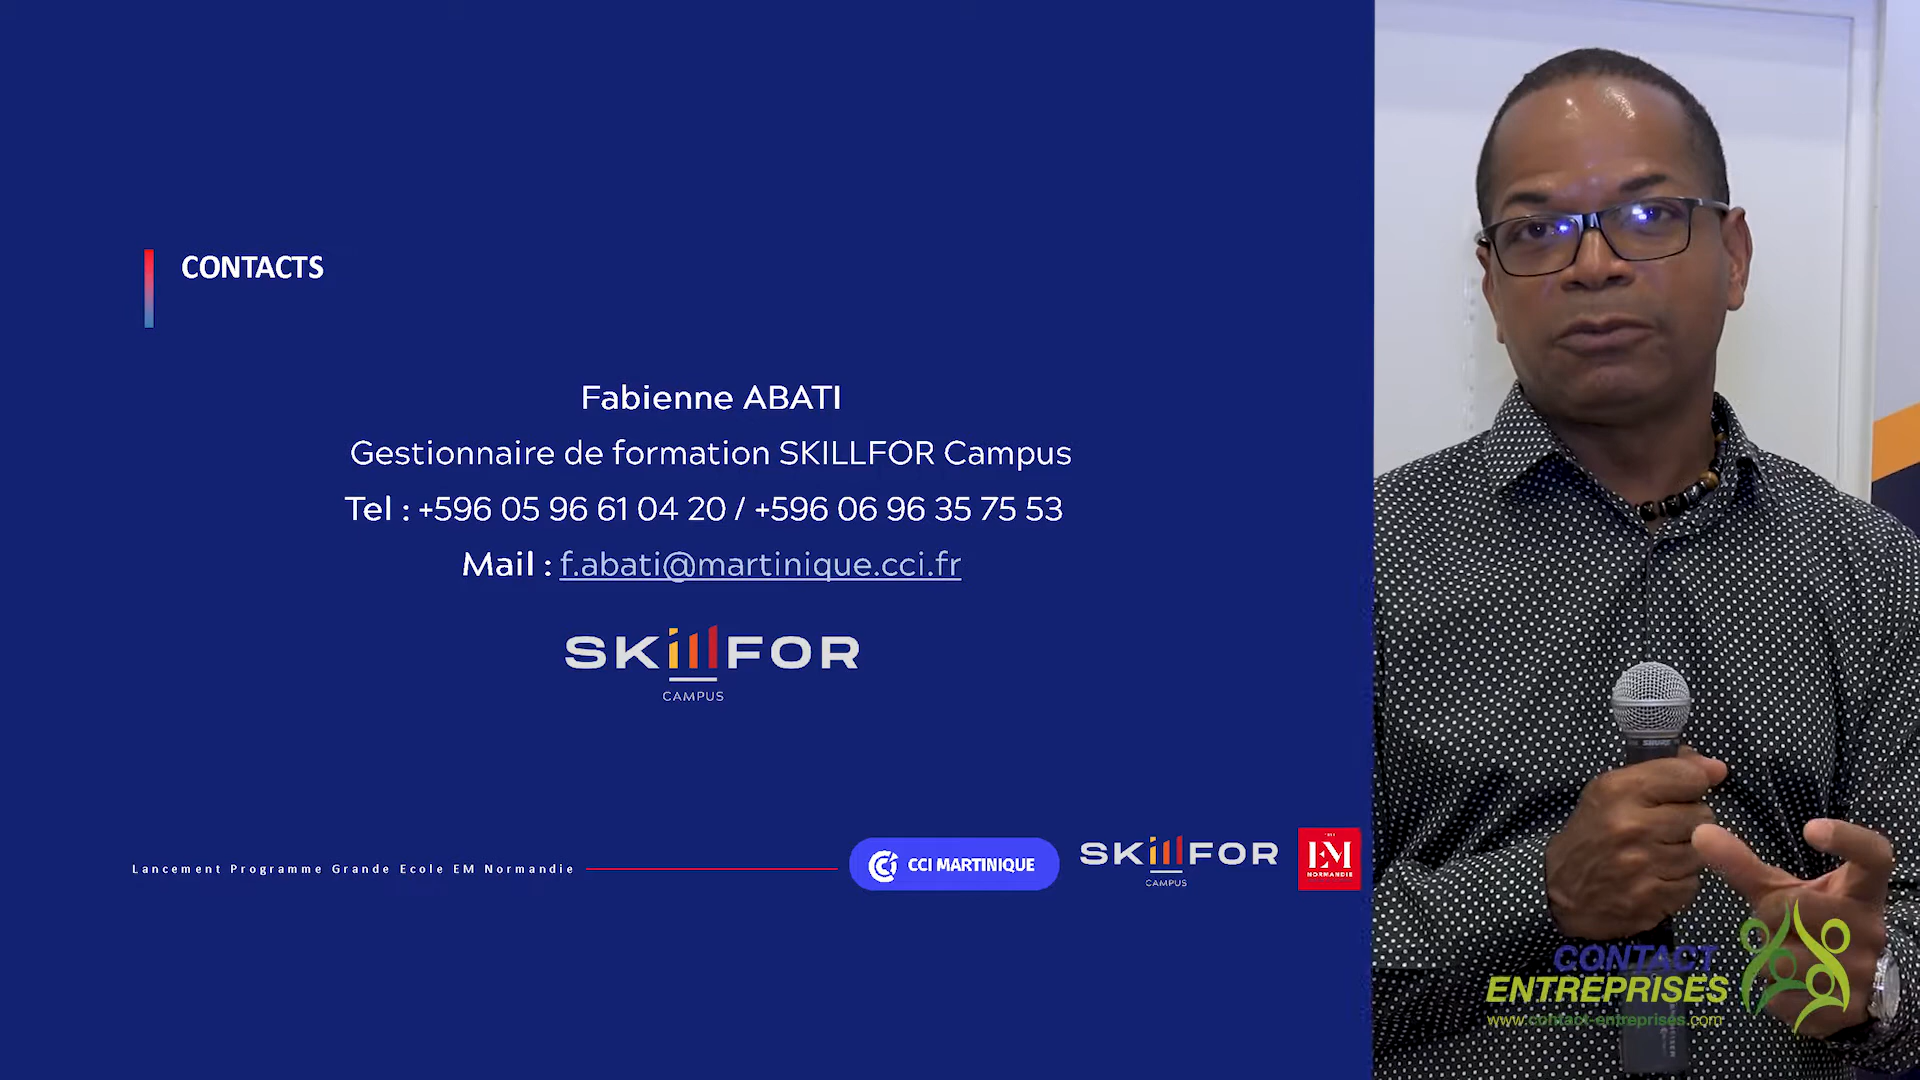 CONTACTS
Fabienne ABATI
Gestionnaire de formation SKILLFOR Campus
Tel : +596 05 96 61 04 20 / +596 06 96 35 75 53
Mail : f.abati@martinique.cci.fr
SKillFOR
CAMPUS
Lancement Programme Grande Ecole EM Normandie
CCI MARTINIQUE
SKillFOR
CAMPUS
EM
NORMANDIE
SHURE
CONTACT
ENTREPRISES
www.contact-entreprises.com